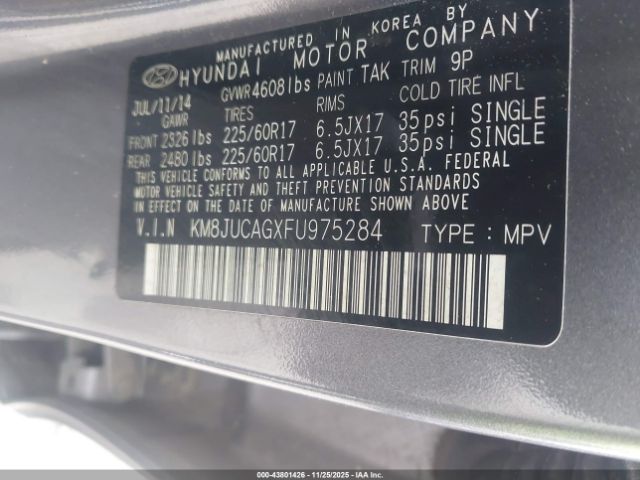 MANUFACTURED IN KOREA BY
HYUNDAI MOTOR COMPANY
JUL/11/14 GVWR 4608 lbs PAINT TAK TRIM 9P
GAWR TIRES RIMS COLD TIRE INFL
FRONT 2526 lbs 225/60R17 6.5JX17 35psi SINGLE
REAR 2480 lbs 225/60R17 6.5JX17 35psi SINGLE
THIS VEHICLE CONFORMS TO ALL APPLICABLE U.S.A. FEDERAL
MOTOR VEHICLE SAFETY AND THEFT PREVENTION STANDARDS
IN EFFECT ON THE DATE OF MANUFACTURE SHOWN ABOVE
V.I.N KM8JUCAGXFU975284 TYPE : MPV
000-43801426 - 11/25/2025 - IAAI.COM